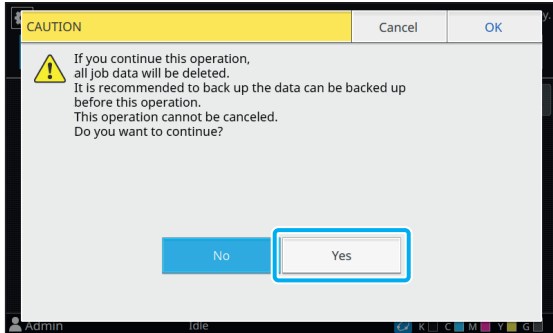 CAUTION
Cancel
OK
y.
If you continue this operation,
all job data will be deleted.
It is recommended to back up the data can be backed up
before this operation.
This operation cannot be canceled.
Do you want to continue?
No
Yes
Admin
Idle
K C M Y G